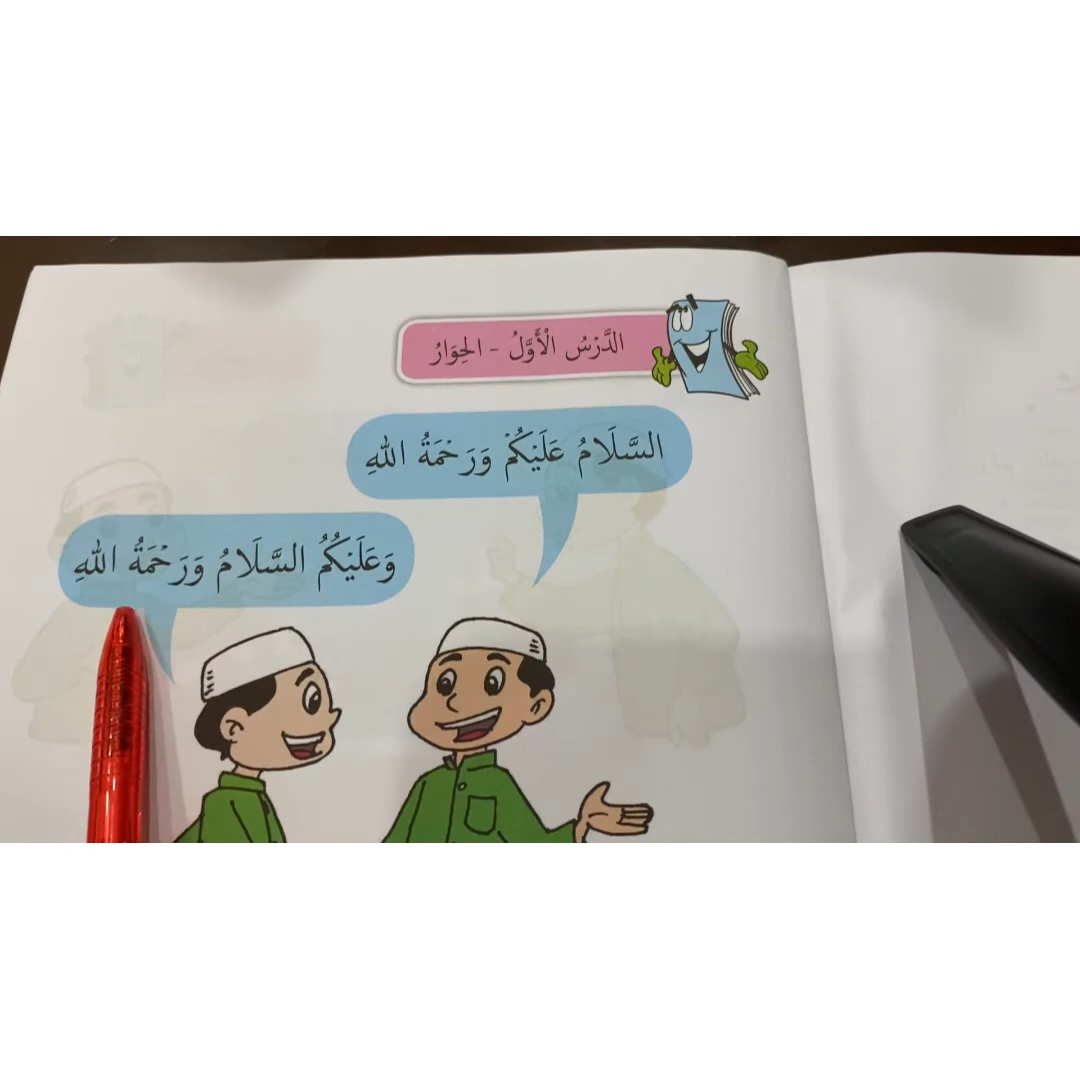 الدَّرْسُ الْأَوَّلُ - الحِوَارُ
السَّلَامُ عَلَيْكُمْ وَرَحْمَةُ اللهِ
وَعَلَيْكُمُ السَّلَامُ وَرَحْمَةُ اللهِ